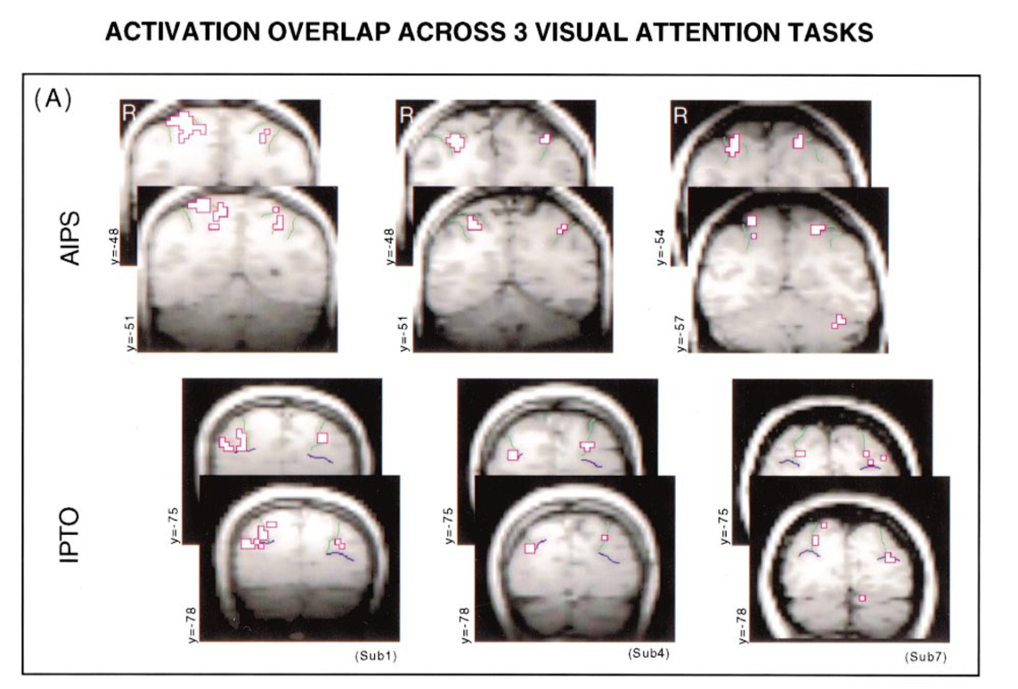 ACTIVATION OVERLAP ACROSS 3 VISUAL ATTENTION TASKS
(A)
R
R
R
AIPS
y=-48
y=-48
y=-54
y=-51
y=-51
y=-57
IPTO
y=-75
y=-75
y=-75
y=-78
y=-78
y=-78
(Sub1)
(Sub4)
(Sub7)